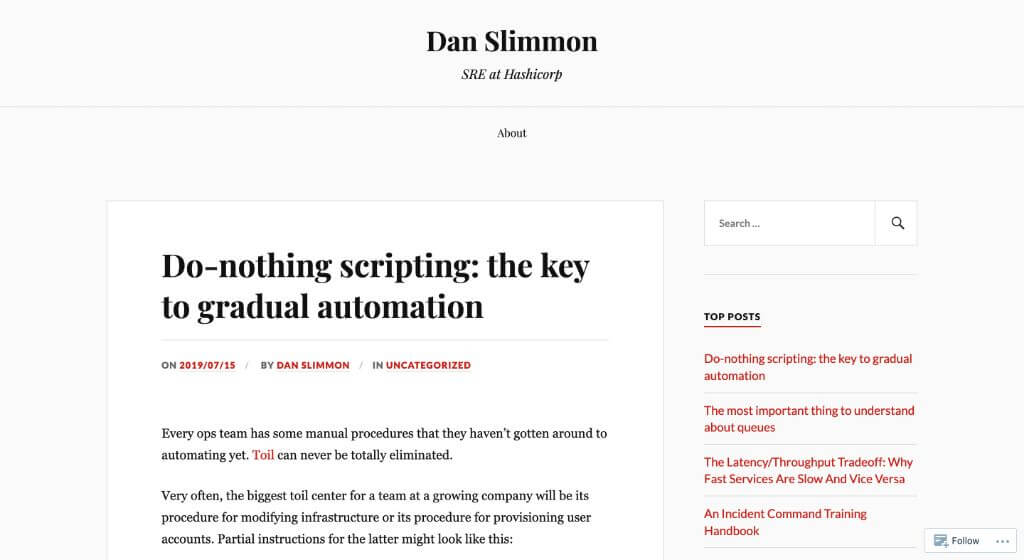 Dan Slimmon
SRE at Hashicorp
About
Do-nothing scripting: the key
to gradual automation
ON 2019/07/15 / BY DAN SLIMMON / IN UNCATEGORIZED
Every ops team has some manual procedures that they haven't gotten around to
automating yet. Toil can never be totally eliminated.
Very often, the biggest toil center for a team at a growing company will be its
procedure for modifying infrastructure or its procedure for provisioning user
accounts. Partial instructions for the latter might look like this:
Search …
TOP POSTS
Do-nothing scripting: the key to gradual
automation
The most important thing to understand
about queues
The Latency/Throughput Tradeoff: Why
Fast Services Are Slow And Vice Versa
An Incident Command Training
Handbook
Follow